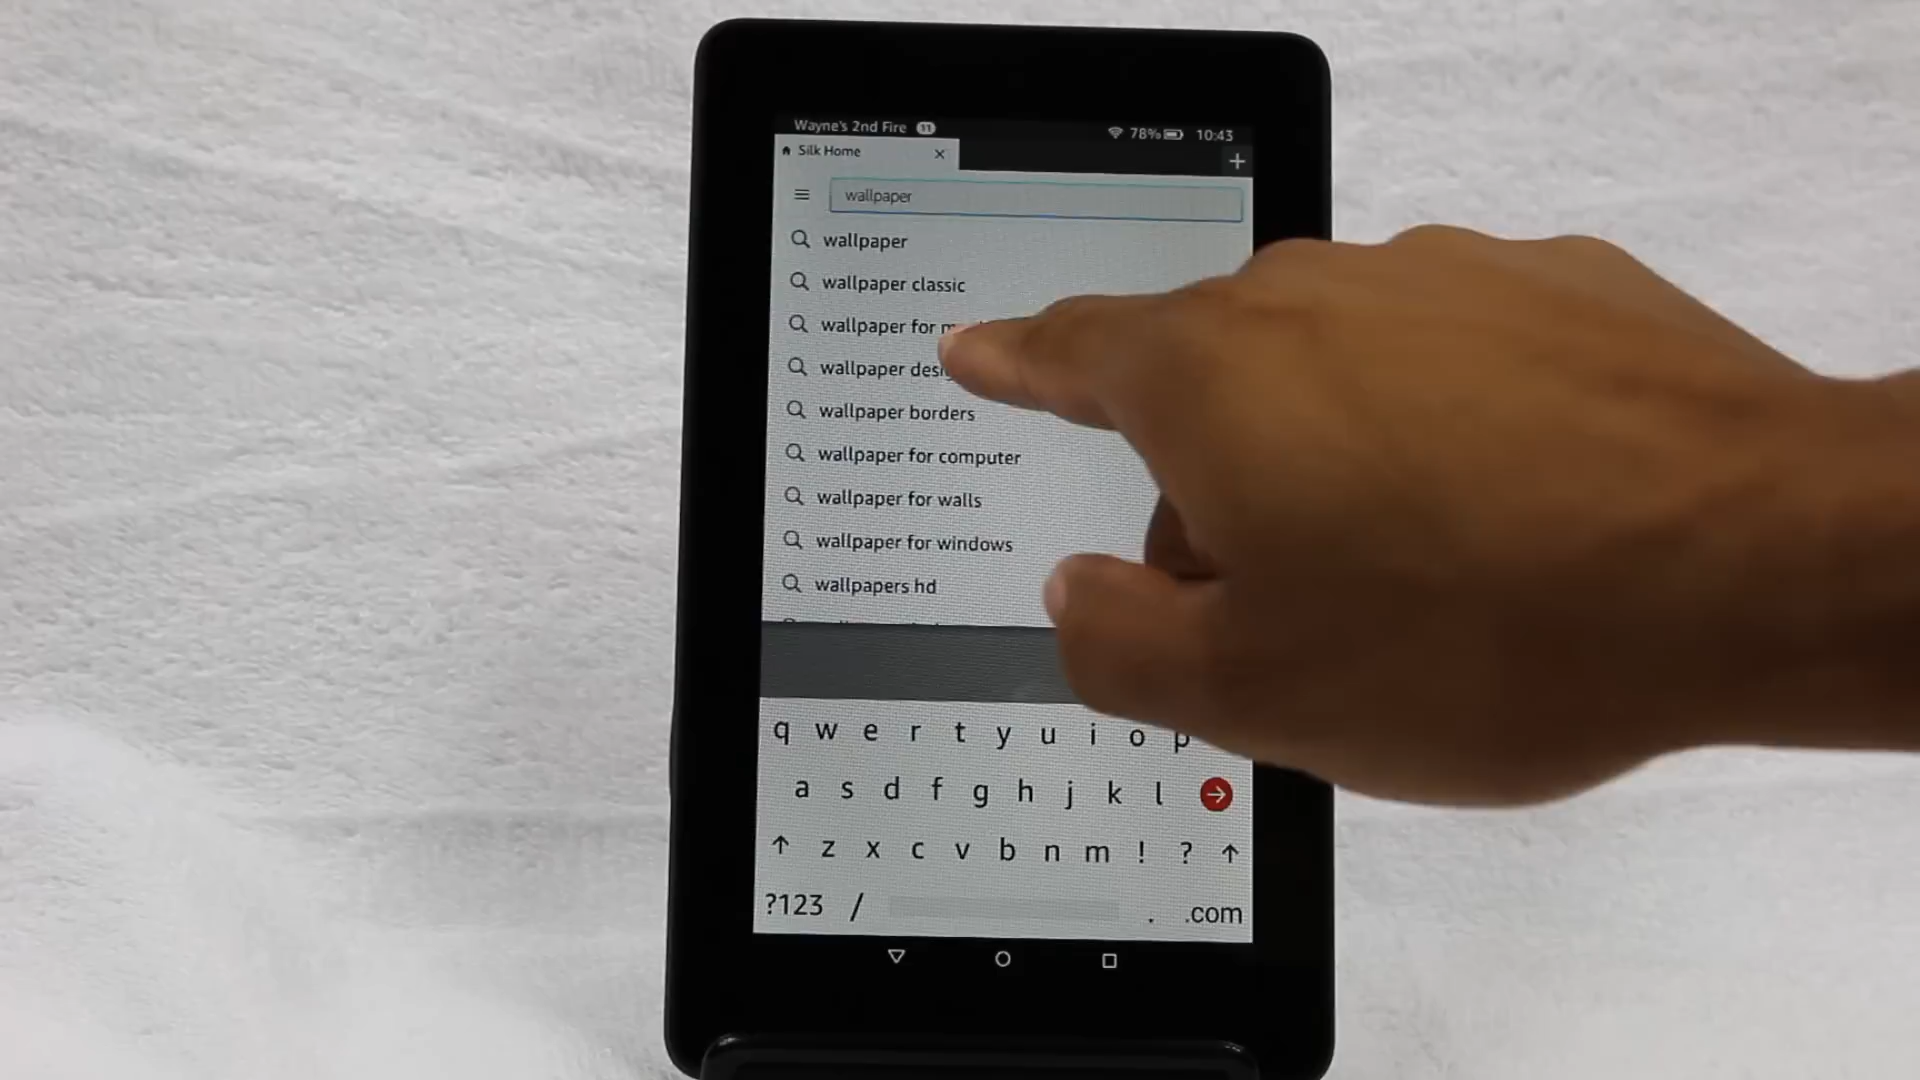 Wayne's 2nd Fire 11 78% 10:43
Silk Home
wallpaper
wallpaper
wallpaper classic
wallpaper for
wallpaper
wallpaper borders
wallpaper for computer
wallpaper for walls
wallpaper for windows
wallpapers hd
q w e r t y u i o p
a s d f g h j k l
z x c v b n m ! ?
?123 / . .com